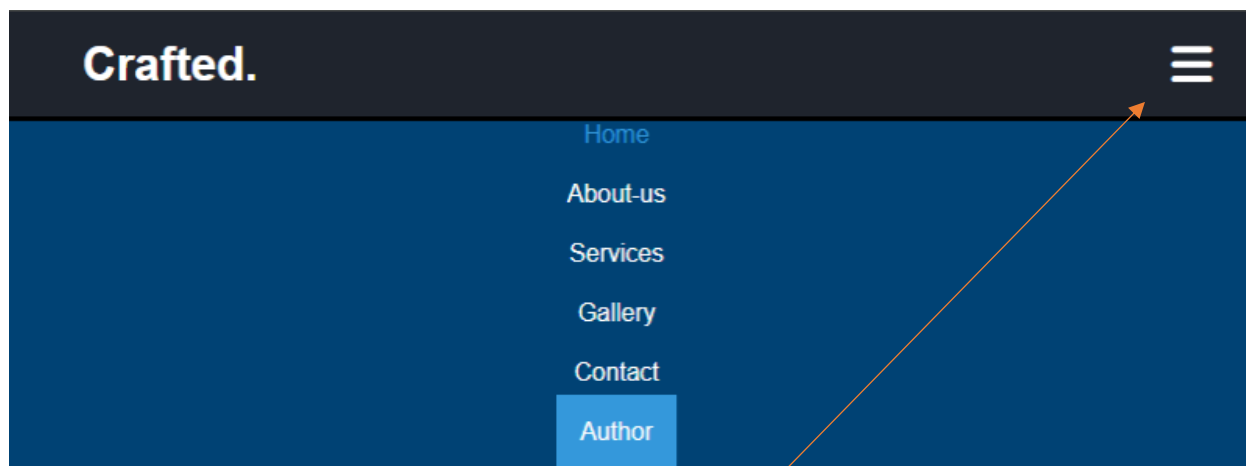 Crafted.
Home
About-us
Services
Gallery
Contact
Author